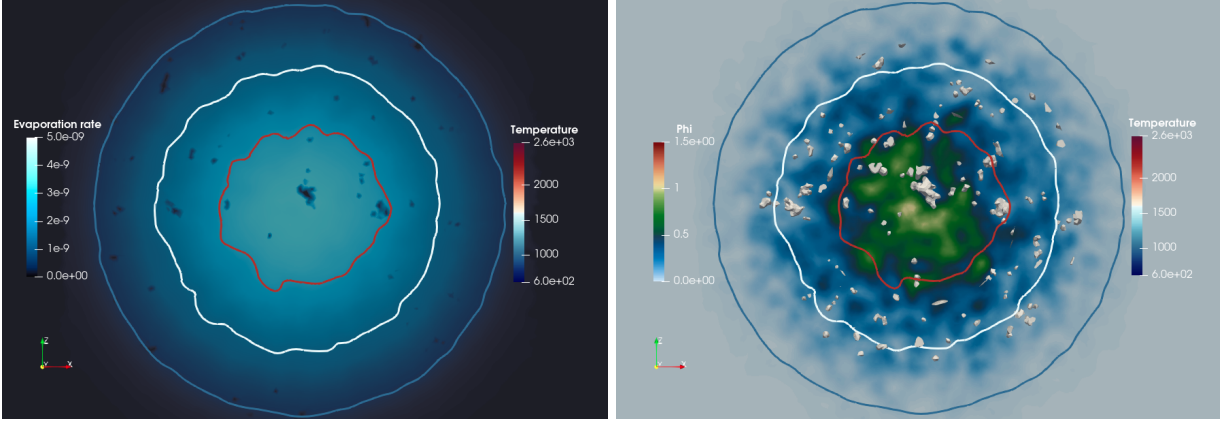 Evaporation rate
5.0e-09
4e-9
3e-9
2e-9
1e-9
0.0e+00
Temperature
2.6e+03
2000
1500
1000
6.0e+02
Z
Y
X
Phi
1.5e+00
1
0.5
0.0e+00
Temperature
2.6e+03
2000
1500
1000
6.0e+02
Z
Y
X